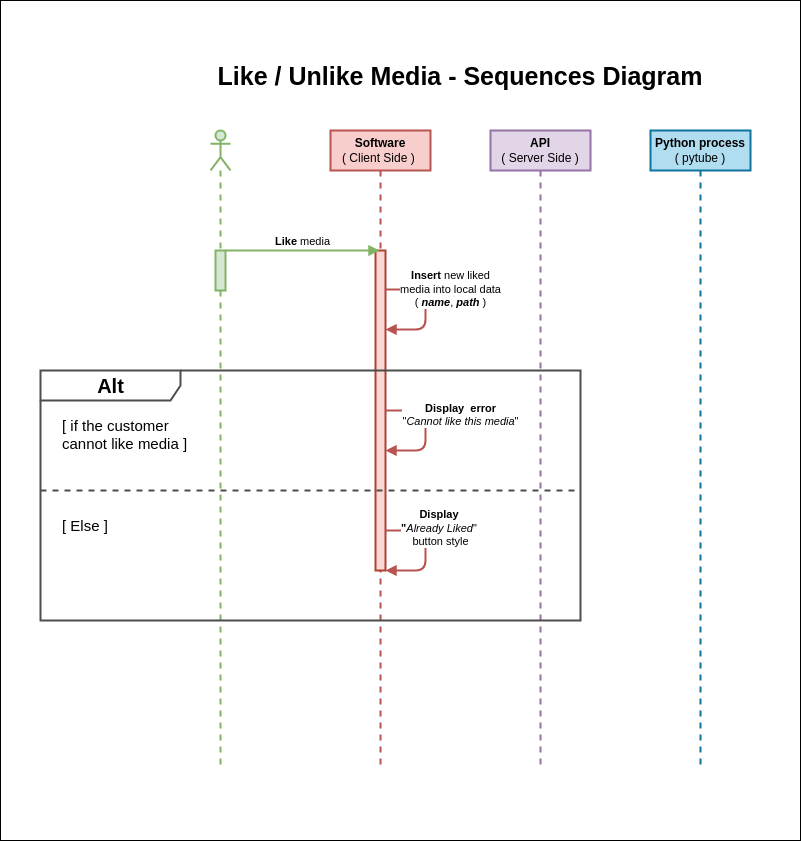 Like / Unlike Media - Sequences Diagram
Software
( Client Side )
API
( Server Side )
Python process
( pytube )
Like media
Insert new liked
media into local data
( name, path )
Alt
[ if the customer
cannot like media ]
Display  error
"Cannot like this media"
[ Else ]
Display
"Already Liked"
button style